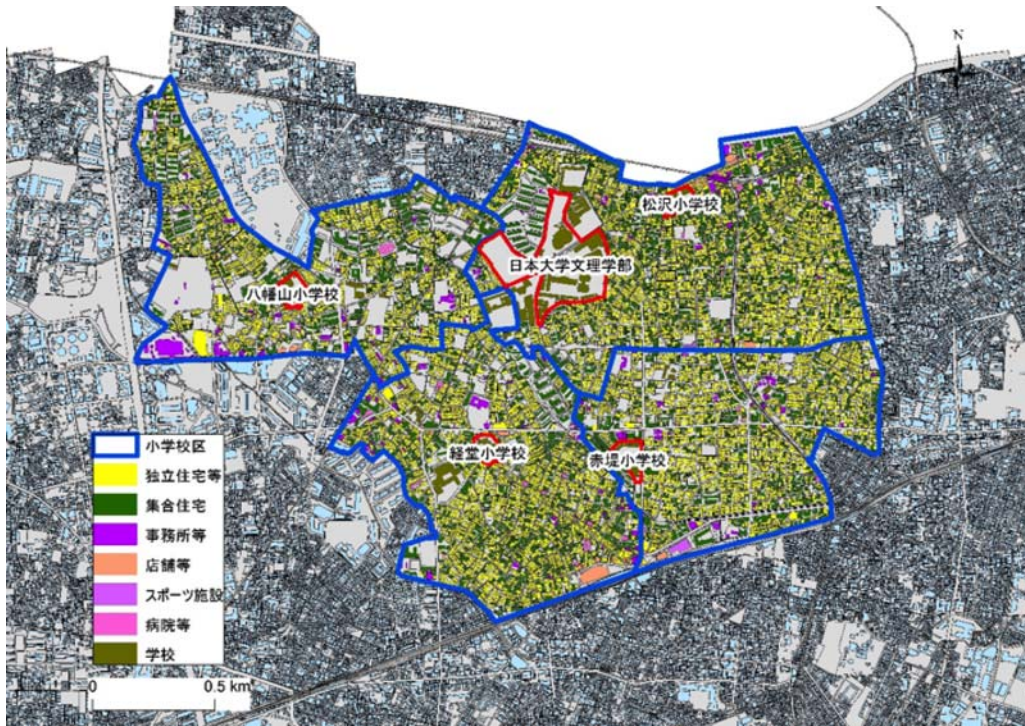 N
松沢小学校
日本大学文理学部
八幡山小学校
経堂小学校
赤堤小学校
小学校区
独立住宅等
集合住宅
事務所等
店舗等
スポーツ施設
病院等
学校
0
0.5 km